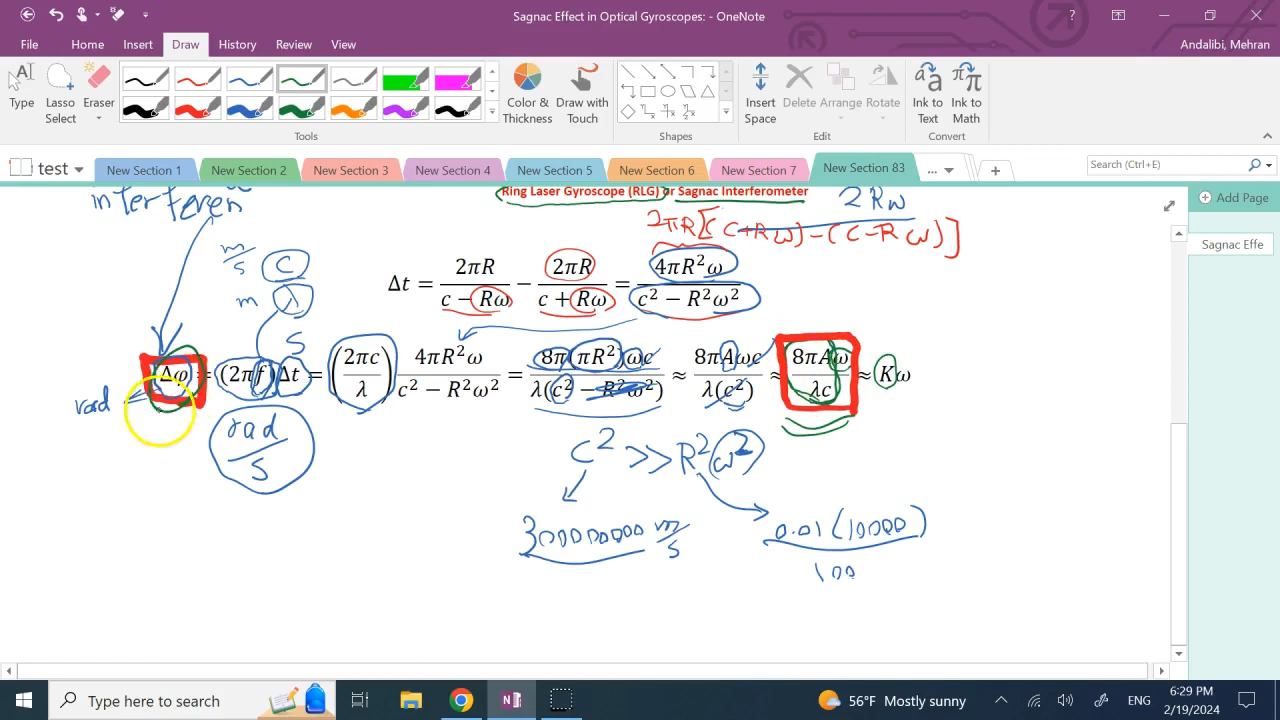 Sagnac Effect in Optical Gyroscopes: - OneNote
File Home Insert Draw History Review View
Andalibi, Mehran
Type Lasso Select Eraser
Color & Thickness Draw with Touch
Insert Space Delete Arrange Rotate
Ink to Text Ink to Math
Tools Shapes Edit Convert
test New Section 1 New Section 2 New Section 3 New Section 4 New Section 5 New Section 6 New Section 7 New Section 83 ...
Search (Ctrl+E)
Add Page
Sagnac Effe
interferen
Ring Laser Gyroscope (RLG) or Sagnac Interferometer
2Rω
2πR[(C+Rω)-(C-Rω)]
m/s C
m λ
Δt = 2πR/(c − Rω) − 2πR/(c + Rω) = 4πR²ω/(c² − R²ω²)
S
Δφ = (2πf)Δt = (2πc/λ) 4πR²ω/(c² − R²ω²) = 8π(πR²)ωc/λ(c² − R²ω²) ≈ 8πAωc/λ(c²) ≈ 8πAω/λc ≈ Kω
rad
rad/s
C² >> R²ω²
300000000 m/s
0.01(10000)
100
56°F Mostly sunny
Type here to search
ENG
6:29 PM
2/19/2024